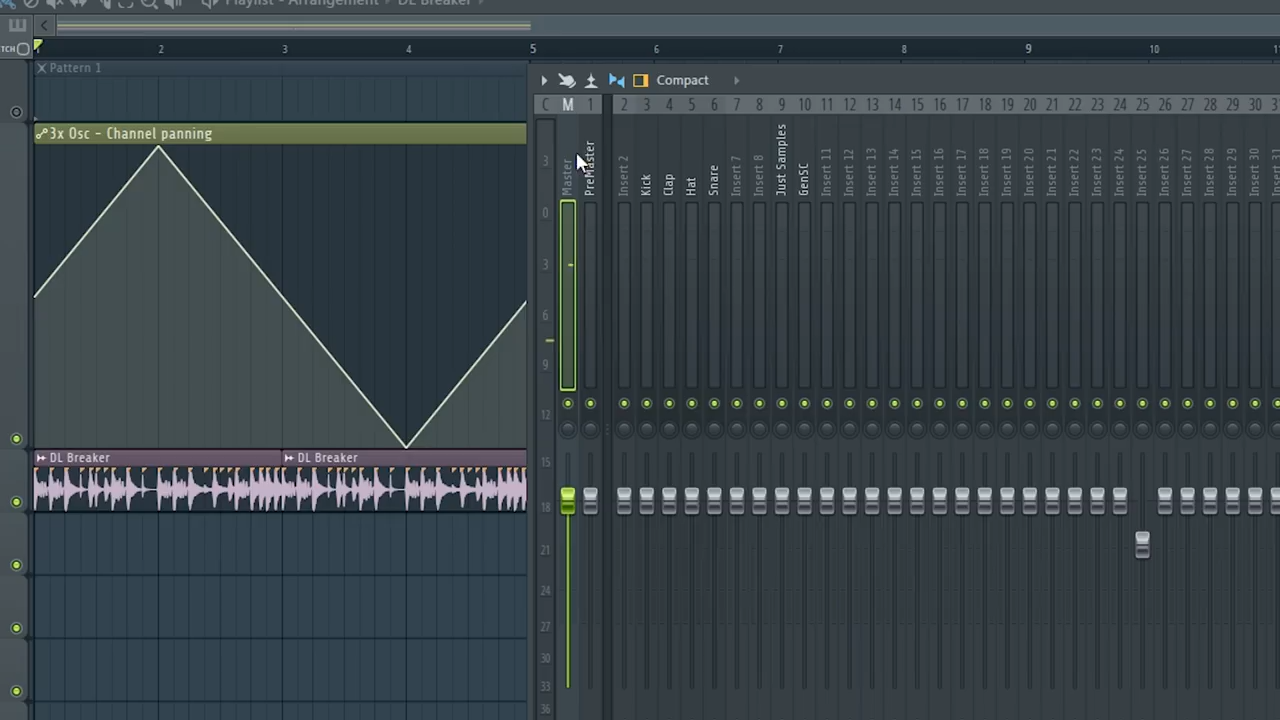 Playlist - Arrangement › DL Breaker
TCH
2 3 4 5 6 7 8 9 10
Pattern 1
Compact
C M 1 2 3 4 5 6 7 8 9 10 11 12 13 14 15 16 17 18 19 20 21 22 23 24 25 26 27 28 29 30
3x Osc - Channel panning
Master
PreMaster
Insert 2
Kick
Clap
Hat
Snare
Insert 7
Insert 8
Just Samples
GenSC
Insert 11
Insert 12
Insert 13
Insert 14
Insert 15
Insert 16
Insert 17
Insert 18
Insert 19
Insert 20
Insert 21
Insert 22
Insert 23
Insert 24
Insert 25
Insert 26
Insert 27
Insert 28
Insert 29
Insert 30
3
0
3
6
9
12
15
18
21
24
27
30
33
36
DL Breaker
DL Breaker